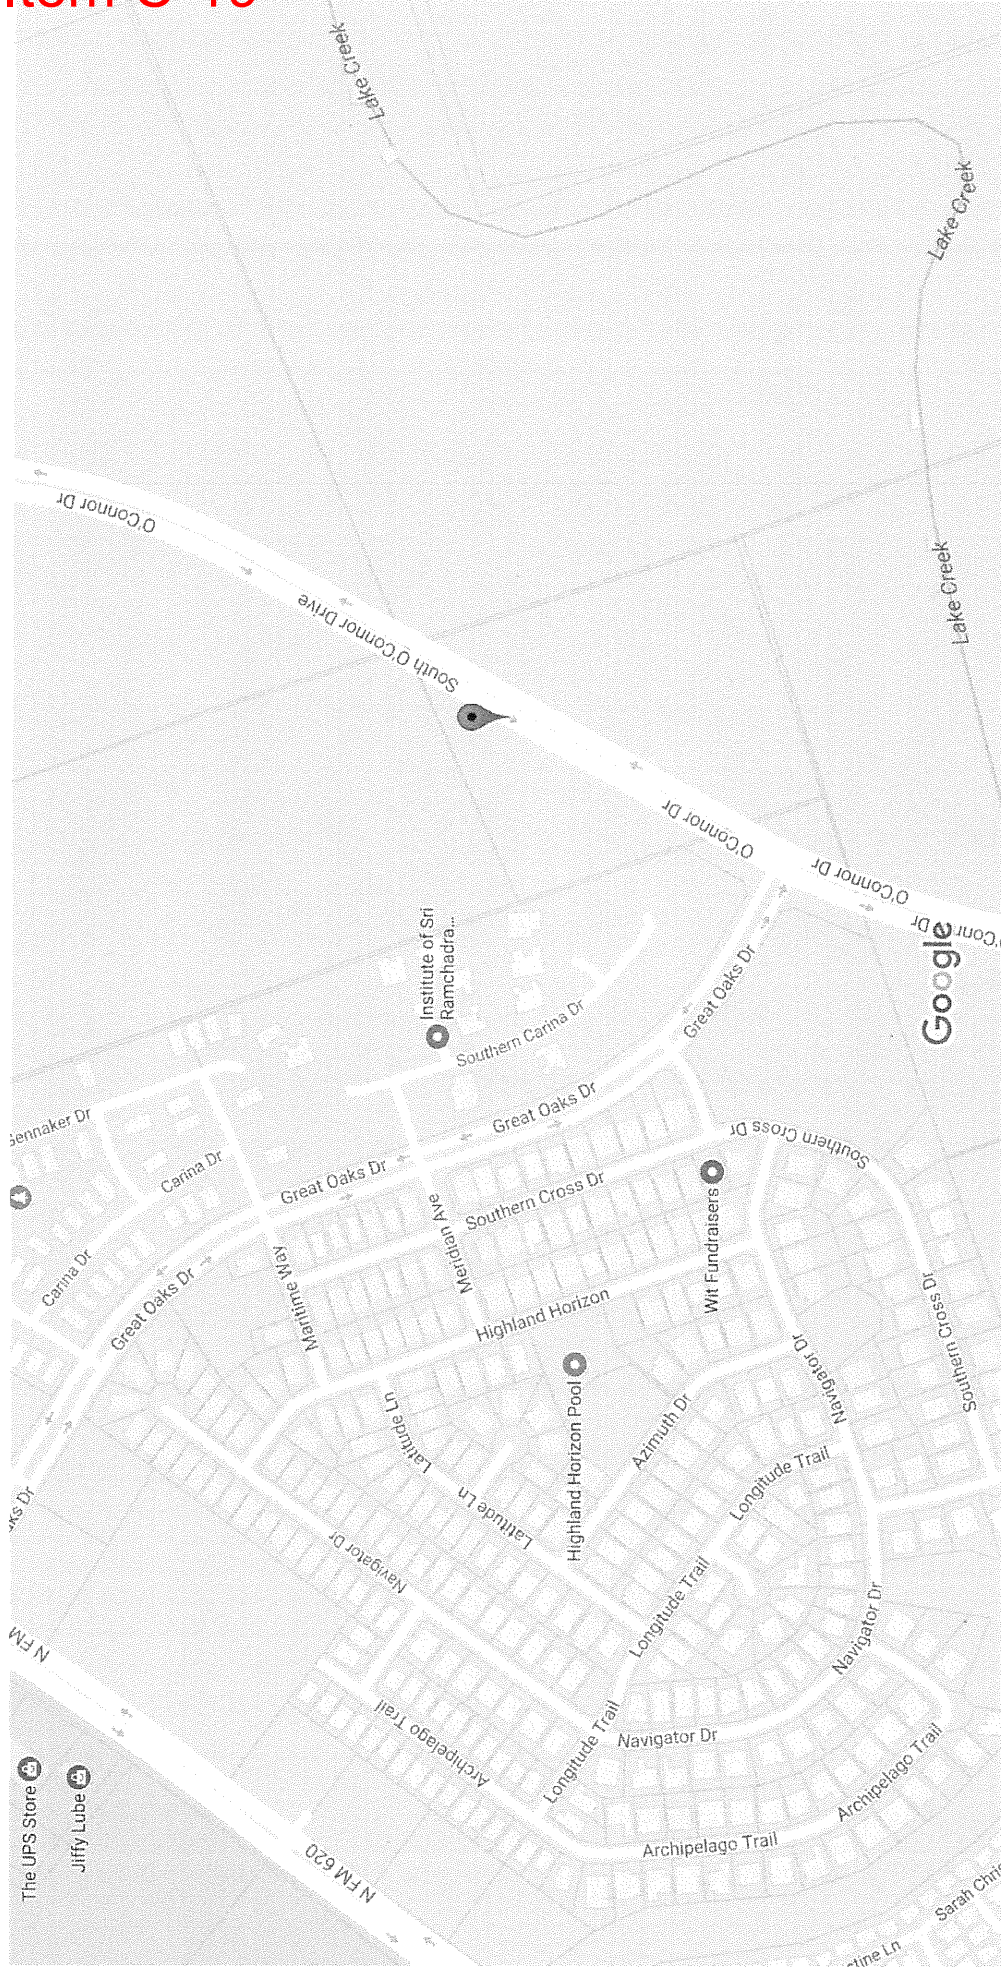 Lake Creek
Lake Creek
O'Connor Dr
South O'Connor Drive
Lake Creek
O'Connor Dr
O'Connor Dr
Google
Institute of Sri
Ramchadra...
Southern Carina Dr
Great Oaks Dr
Gennaker Dr
Carina Dr
Great Oaks Dr
Great Oaks Dr
Southern Cross Dr
Southern Cross Dr
Meridian Ave
Wit Fundraisers
Carina Dr
Great Oaks Dr
Maritime Way
Highland Horizon
Southern Cross Dr
Navigator Dr
Latitude Ln
Highland Horizon Pool
Azimuth Dr
Latitude Ln
Longitude Trail
Navigator Dr
Longitude Trail
Navigator Dr
N FM
Longitude Trail
Navigator Dr
Archipelago Trail
The UPS Store
Jiffy Lube
Archipelago Trail
Archipelago Trail
N FM 620